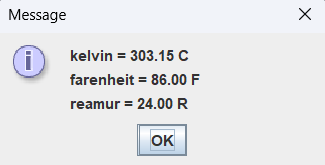 Message
kelvin = 303.15 C
farenheit = 86.00 F
reamur = 24.00 R
OK